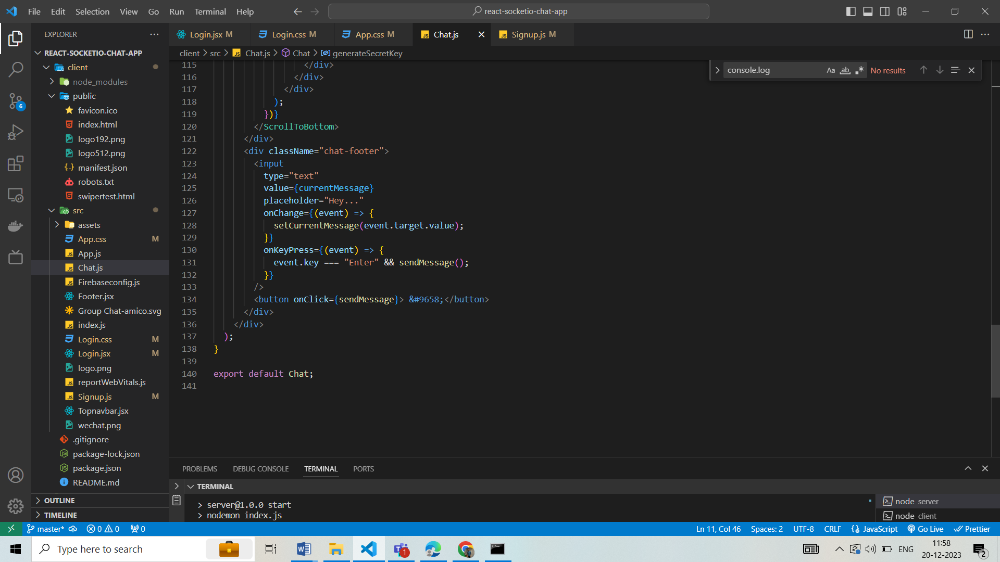 File Edit Selection View Go Run Terminal Help
react-socketio-chat-app
EXPLORER
REACT-SOCKETIO-CHAT-APP
client
node_modules
public
favicon.ico
index.html
logo192.png
logo512.png
manifest.json
robots.txt
swipertest.html
src
assets
App.css M
App.js
Chat.js
Firebaseconfig.js
Footer.jsx
Group Chat-amico.svg
index.js
Login.css M
Login.jsx M
logo.png
reportWebVitals.js
Signup.js M
Topnavbar.jsx
wechat.png
.gitignore
package-lock.json
package.json
README.md
OUTLINE
TIMELINE
6
Login.jsx M Login.css M App.css M Chat.js Signup.js M
client > src > Chat.js > Chat > generateSecretKey
console.log Aa ab No results
115 </div>
116 </div>
117 </div>
118 );
119 })}
120 </ScrollToBottom>
121 </div>
122 <div className="chat-footer">
123 <input
124 type="text"
125 value={currentMessage}
126 placeholder="Hey..."
127 onChange={(event) => {
128 setCurrentMessage(event.target.value);
129 }}
130 onKeyPress={(event) => {
131 event.key === "Enter" && sendMessage();
132 }}
133 />
134 <button onClick={sendMessage}> &#9658;</button>
135 </div>
136 </div>
137 );
138 }
139
140 export default Chat;
141
PROBLEMS DEBUG CONSOLE TERMINAL PORTS
TERMINAL
> server@1.0.0 start
> nodemon index.js
node server
node client
master* 0 0 0 Ln 11, Col 46 Spaces: 2 UTF-8 CRLF JavaScript Go Live Prettier
Type here to search
1
ENG
11:58
20-12-2023
2